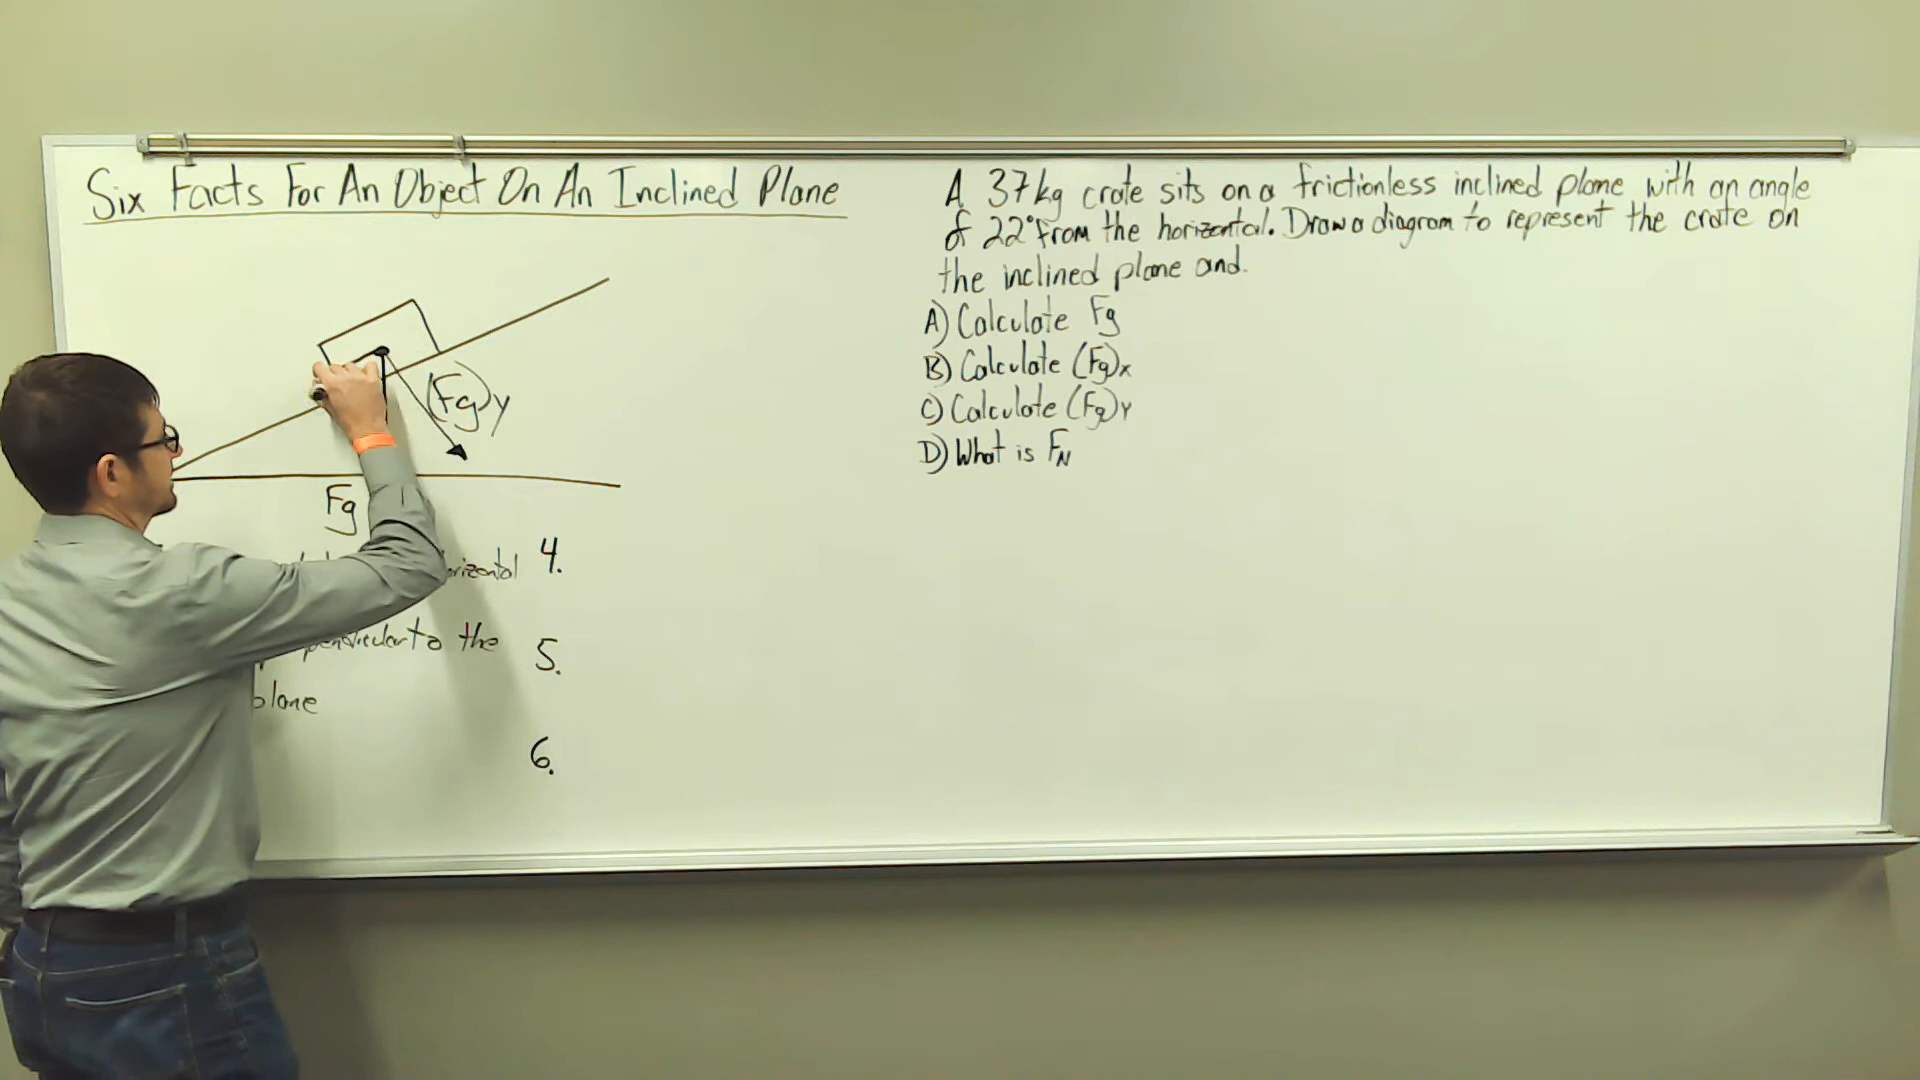 Six Facts For An Object On An Inclined Plane
(Fg)y
Fg
to the
plane
4.
5.
6.
A 37kg crate sits on a frictionless inclined plane with an angle
of 22° from the horizontal. Draw a diagram to represent the crate on
the inclined plane and.
A) Calculate Fg
B) Calculate (Fg)x
C) Calculate (Fg)y
D) What is FN